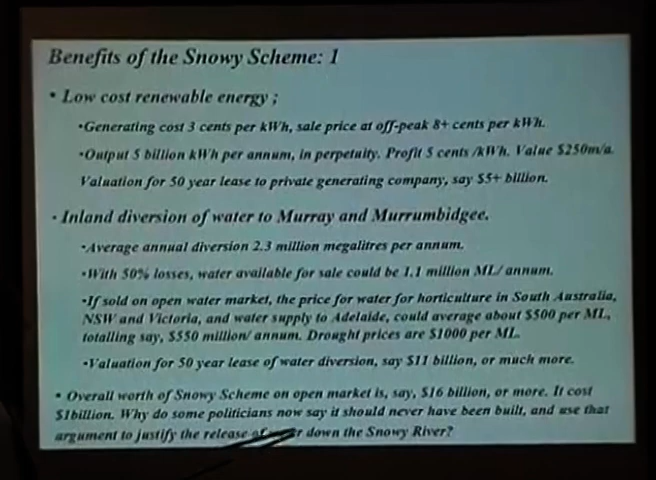 Benefits of the Snowy Scheme: 1
• Low cost renewable energy ;
•Generating cost 3 cents per kWh, sale price at off-peak 8+ cents per kWh.
•Output 5 billion kWh per annum, in perpetuity. Profit 5 cents /kWh. Value $250m/a.
Valuation for 50 year lease to private generating company, say $5+ billion.
• Inland diversion of water to Murray and Murrumbidgee.
•Average annual diversion 2.3 million megalitres per annum.
•With 50% losses, water available for sale could be 1.1 million ML/ annum.
•If sold on open water market, the price for water for horticulture in South Australia,
NSW and Victoria, and water supply to Adelaide, could average about $500 per ML,
totalling say, $550 million/ annum. Drought prices are $1000 per ML.
•Valuation for 50 year lease of water diversion, say $11 billion, or much more.
• Overall worth of Snowy Scheme on open market is, say, $16 billion, or more. It cost
$1billion. Why do some politicians now say it should never have been built, and use that
argument to justify the release of down the Snowy River?